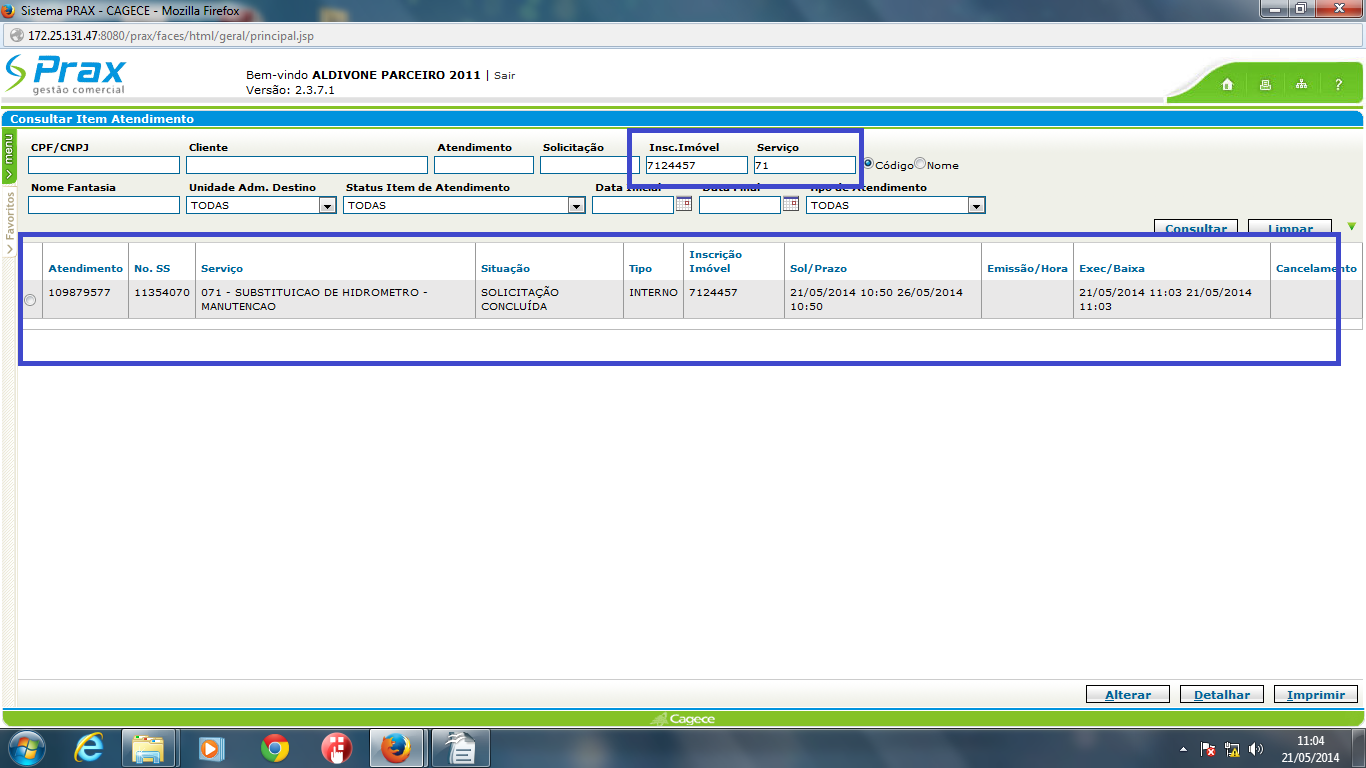 Sistema PRAX - CAGECE - Mozilla Firefox
172.25.131.47:8080/prax/faces/html/geral/principal.jsp
Prax
gestão comercial
Bem-vindo ALDIVONE PARCEIRO 2011 | Sair
Versão: 2.3.7.1
?
Consultar Item Atendimento
menu
Favoritos
CPF/CNPJ Cliente Atendimento Solicitação Insc.Imóvel Serviço
7124457 71 Código Nome
Nome Fantasia Unidade Adm. Destino Status Item de Atendimento Data Inicial Data Final Tipo de Atendimento
TODAS TODAS TODAS
Consultar Limpar
Atendimento No. SS Serviço Situação Tipo Inscrição Imóvel Sol/Prazo Emissão/Hora Exec/Baixa Cancelamento
109879577 11354070 071 - SUBSTITUICAO DE HIDROMETRO - SOLICITAÇÃO INTERNO 7124457 21/05/2014 10:50 26/05/2014 21/05/2014 11:03 21/05/2014
MANUTENCAO CONCLUÍDA 10:50 11:03
Alterar Detalhar Imprimir
Cagece
11:04
21/05/2014